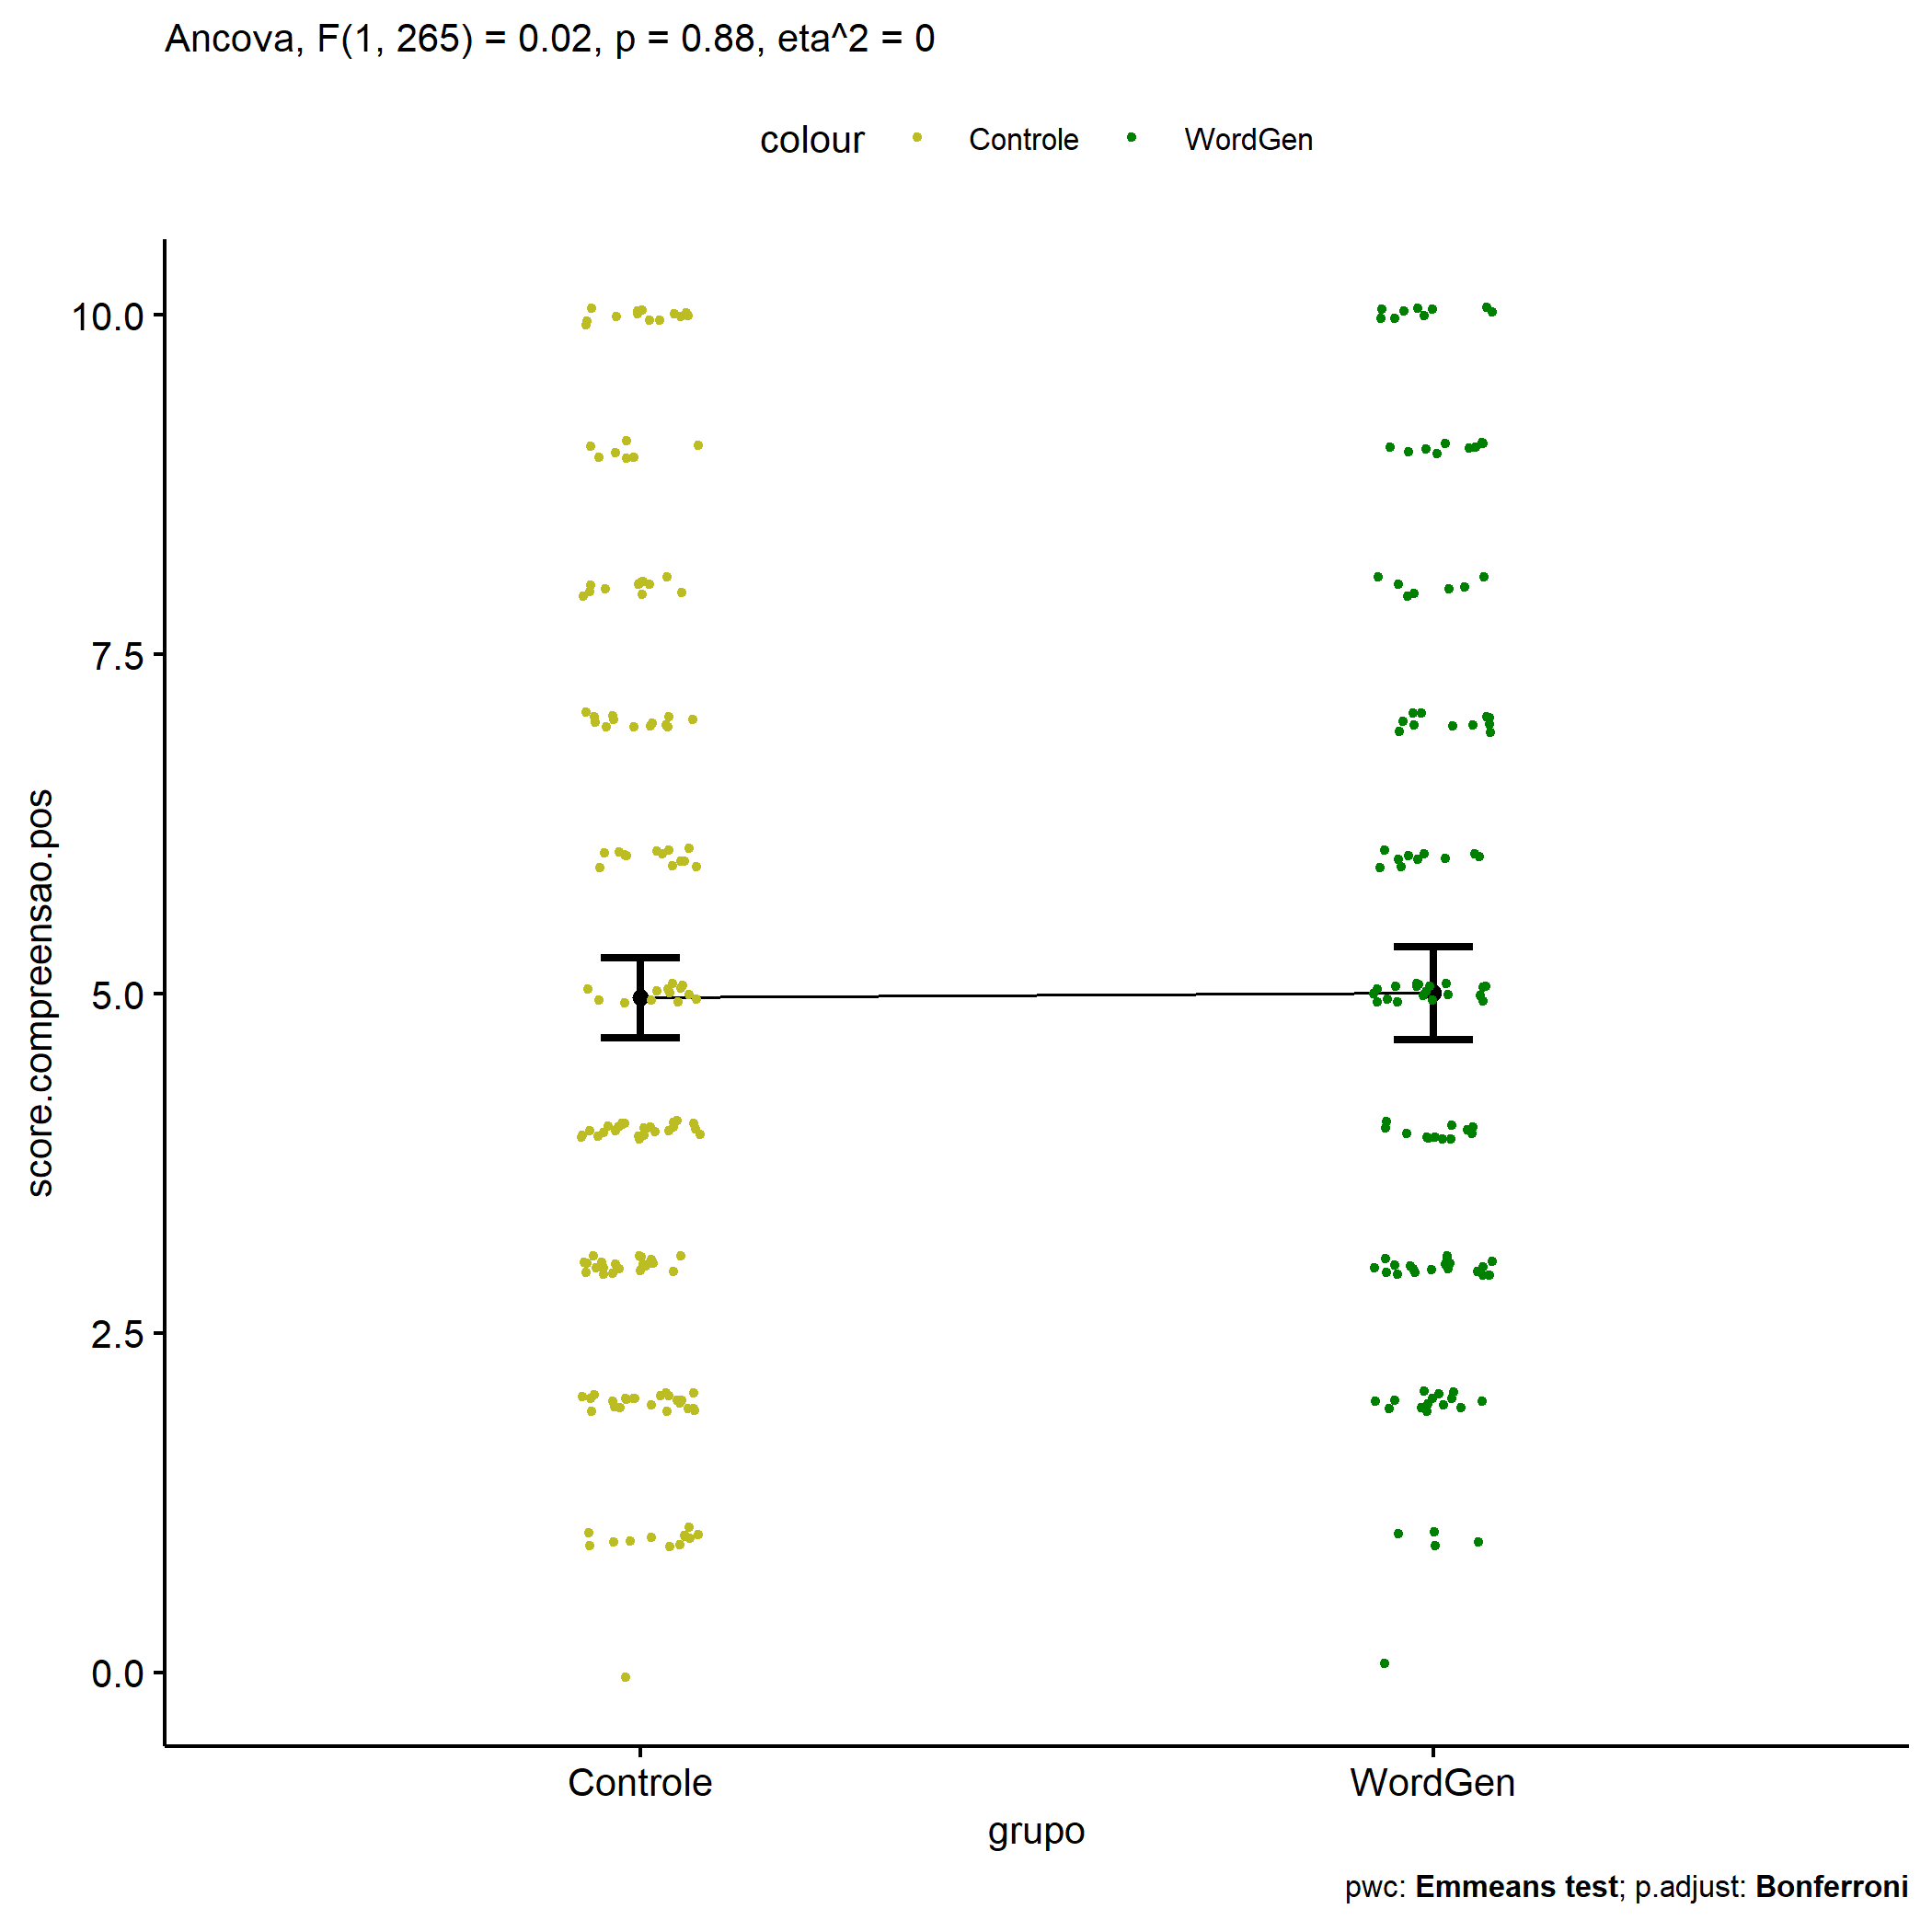 Ancova, F(1, 265) = 0.02, p = 0.88, eta^2 = 0
colour Controle WordGen
10.0
7.5
5.0
2.5
0.0
score.compreensao.pos
Controle WordGen
grupo
pwc: Emmeans test; p.adjust: Bonferroni